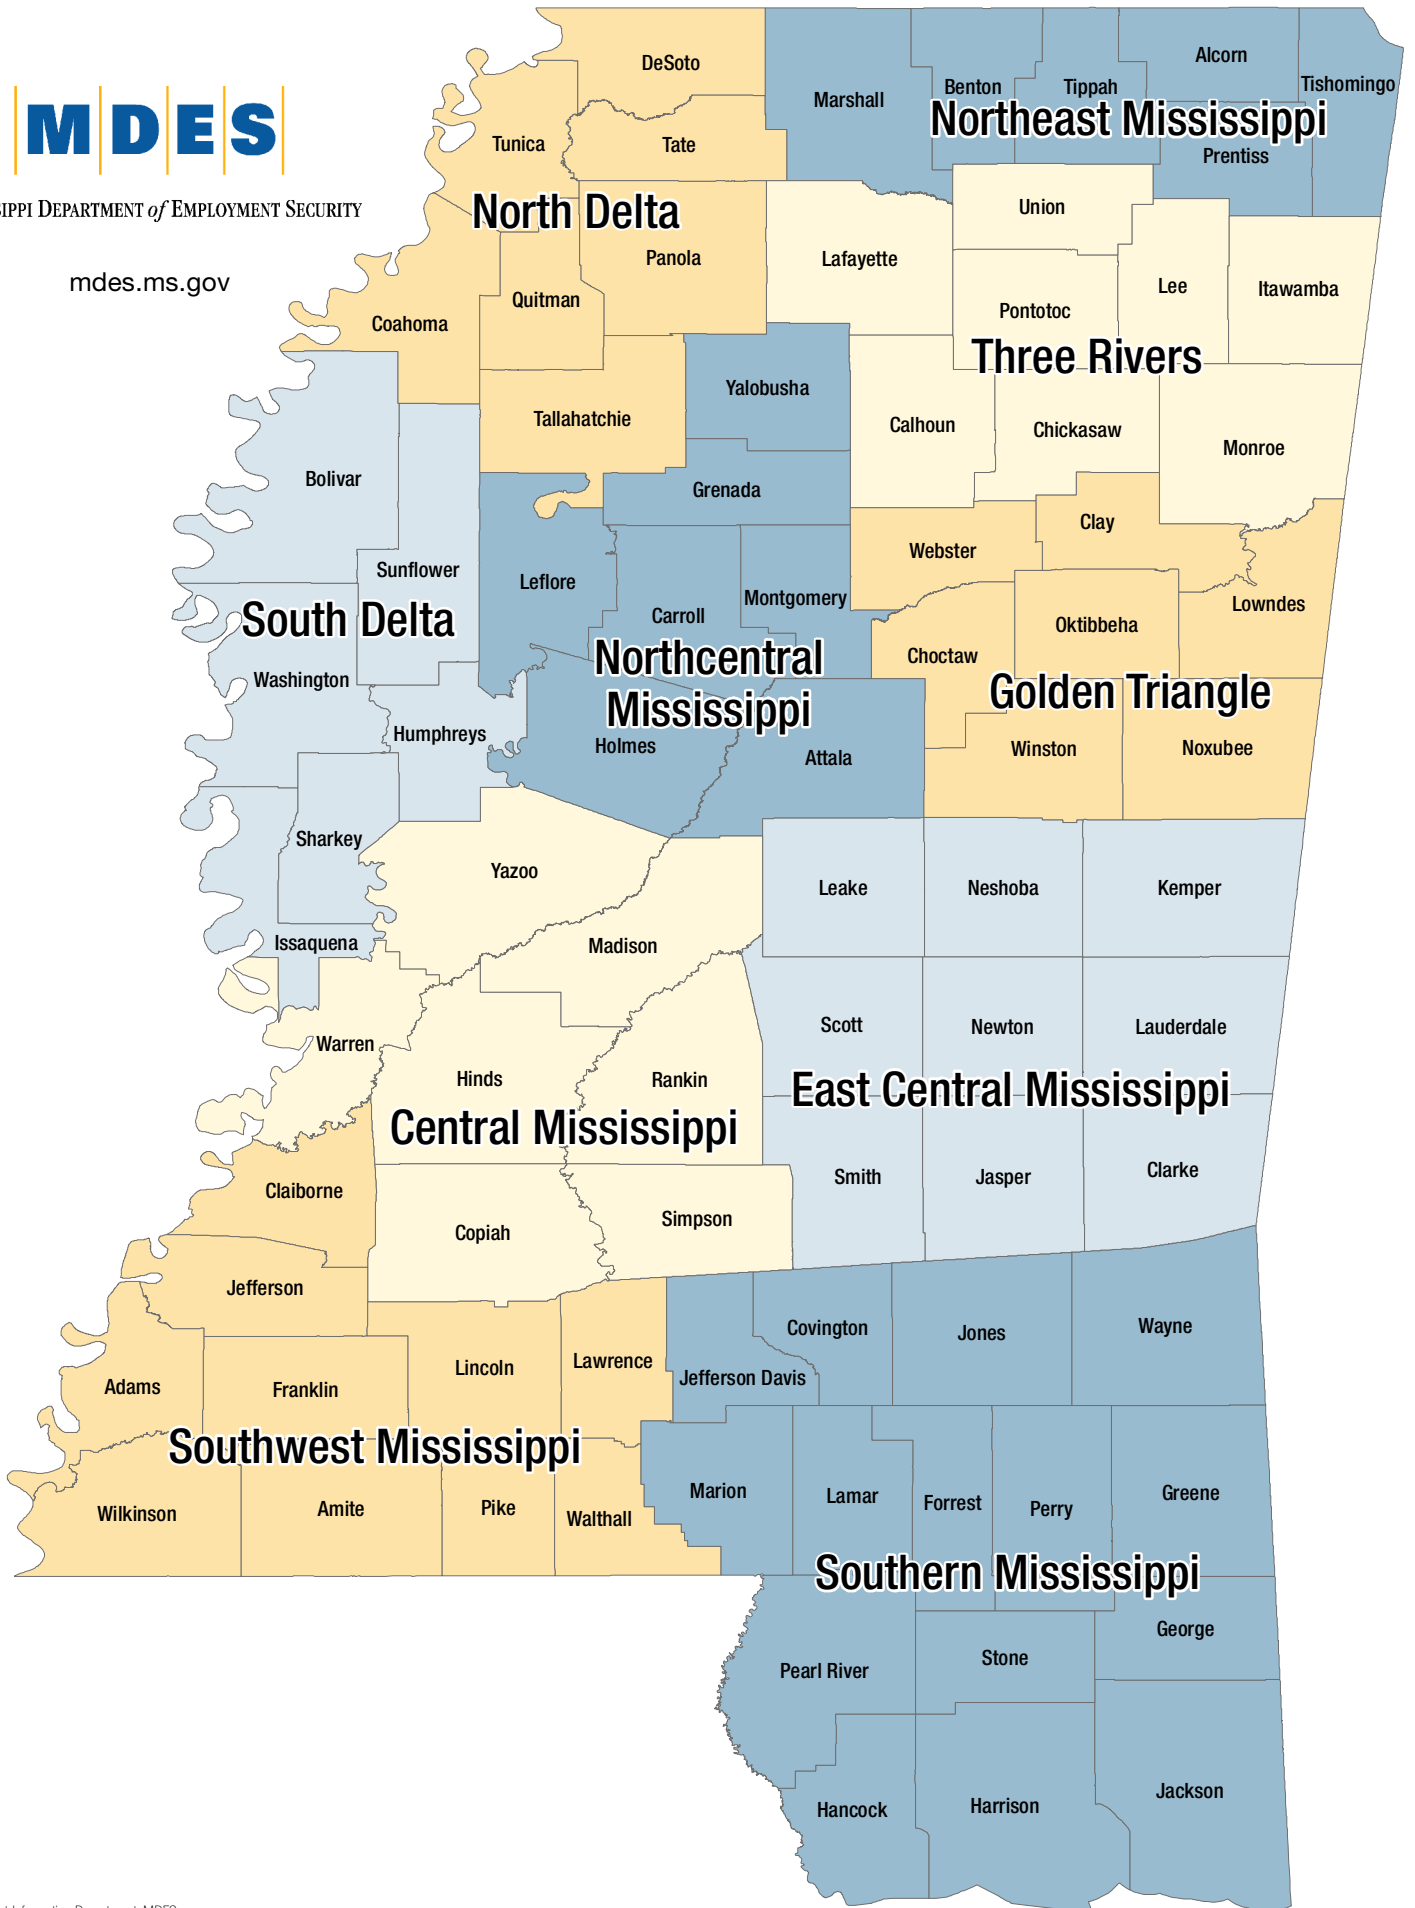 MDES
DEPARTMENT of EMPLOYMENT SECURITY
mdes.ms.gov
DeSoto
Marshall
Benton
Tippah
Alcorn
Tishomingo
Northeast Mississippi
Prentiss
Tunica
Tate
North Delta
Panola
Quitman
Coahoma
Tallahatchie
Lafayette
Union
Pontotoc
Lee
Itawamba
Three Rivers
Calhoun
Chickasaw
Monroe
Yalobusha
Grenada
Leflore
Carroll
Montgomery
Northcentral
Mississippi
Holmes
Attala
Bolivar
Sunflower
South Delta
Washington
Humphreys
Sharkey
Issaquena
Clay
Webster
Lowndes
Oktibbeha
Choctaw
Golden Triangle
Winston
Noxubee
Yazoo
Madison
Warren
Hinds
Rankin
Central Mississippi
Copiah
Simpson
Leake
Neshoba
Kemper
Scott
Newton
Lauderdale
East Central Mississippi
Smith
Jasper
Clarke
Claiborne
Jefferson
Adams
Franklin
Lincoln
Lawrence
Southwest Mississippi
Wilkinson
Amite
Pike
Walthall
Covington
Jones
Wayne
Jefferson Davis
Marion
Lamar
Forrest
Perry
Greene
Southern Mississippi
George
Pearl River
Stone
Hancock
Harrison
Jackson